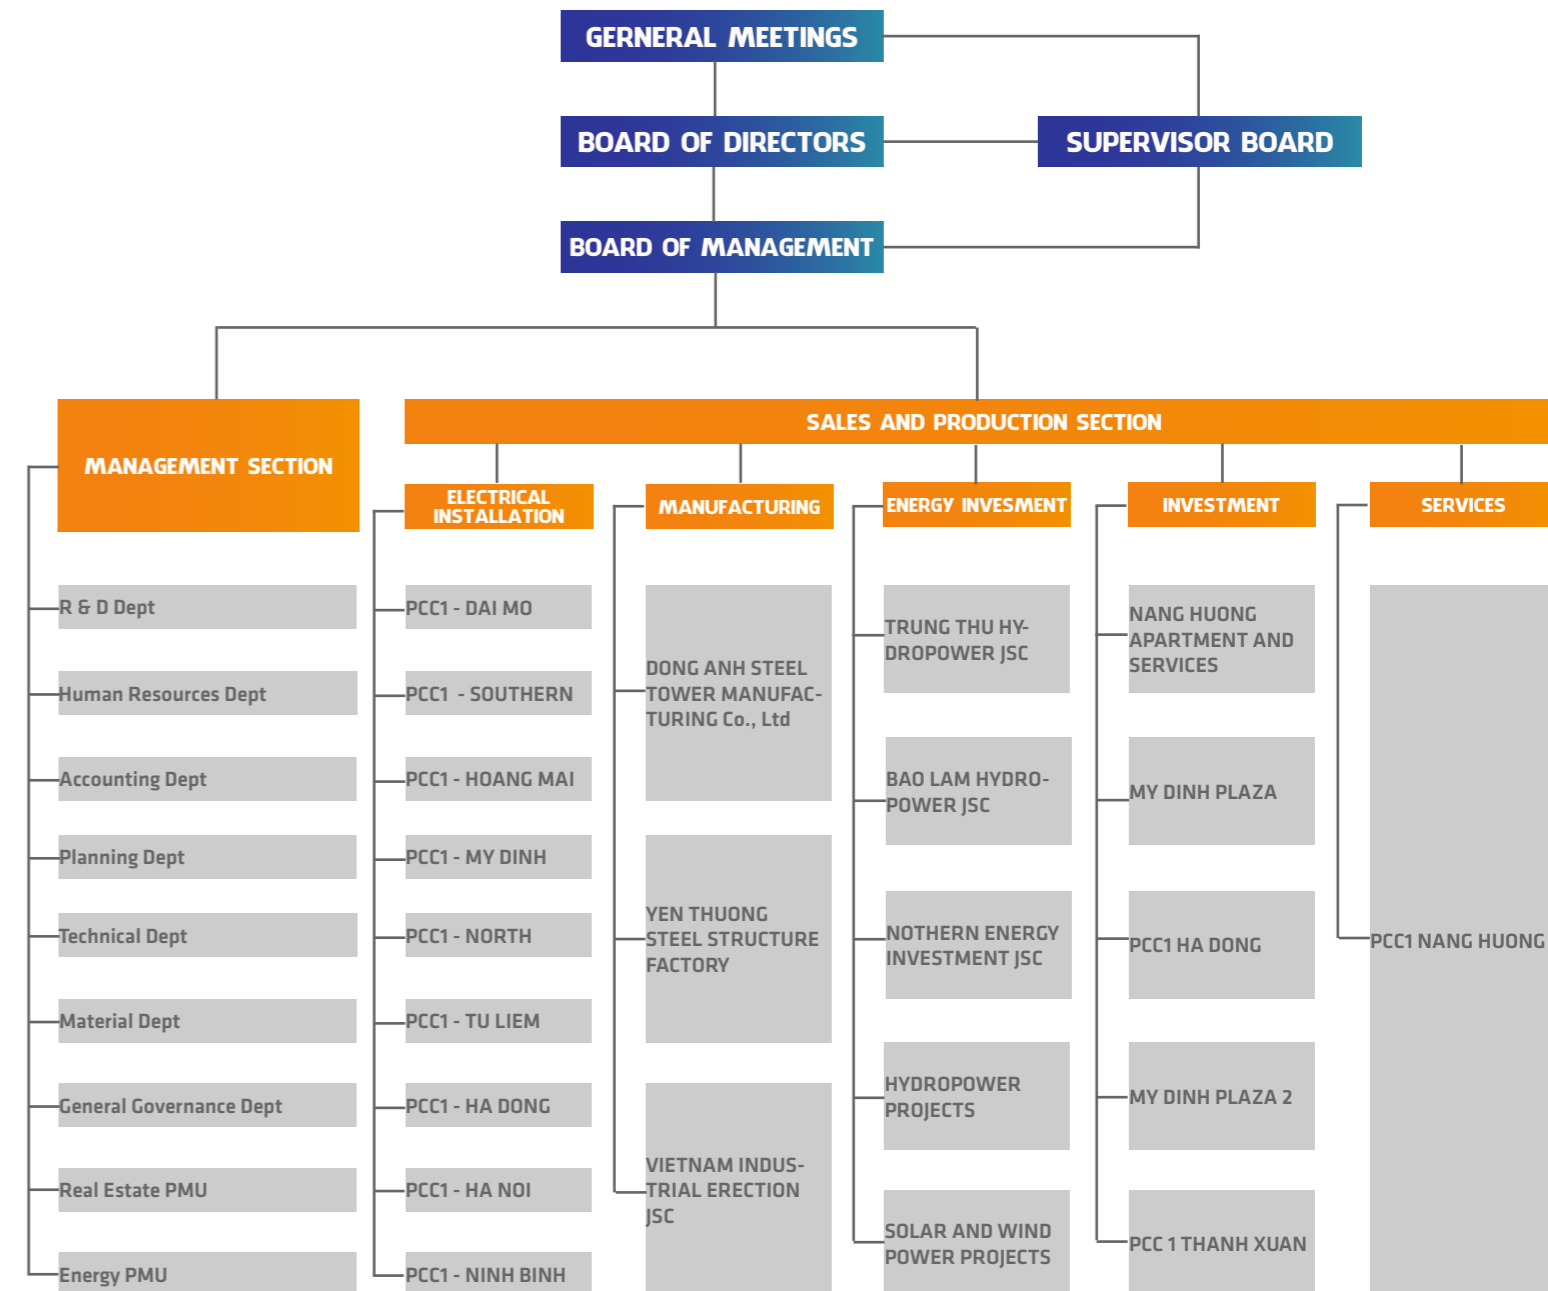 GERNERAL MEETINGS
BOARD OF DIRECTORS
SUPERVISOR BOARD
BOARD OF MANAGEMENT
MANAGEMENT SECTION
R & D Dept
Human Resources Dept
Accounting Dept
Planning Dept
Technical Dept
Material Dept
General Governance Dept
Real Estate PMU
Energy PMU
SALES AND PRODUCTION SECTION
ELECTRICAL
INSTALLATION
PCC1 - DAI MO
PCC1 - SOUTHERN
PCC1 - HOANG MAI
PCC1 - MY DINH
PCC1 - NORTH
PCC1 - TU LIEM
PCC1 - HA DONG
PCC1 - HA NOI
PCC1 - NINH BINH
MANUFACTURING
DONG ANH STEEL
TOWER MANUFAC-
TURING Co., Ltd
YEN THUONG
STEEL STRUCTURE
FACTORY
VIETNAM INDUS-
TRIAL ERECTION
JSC
ENERGY INVESMENT
TRUNG THU HY-
DROPOWER JSC
BAO LAM HYDRO-
POWER JSC
NOTHERN ENERGY
INVESTMENT JSC
HYDROPOWER
PROJECTS
SOLAR AND WIND
POWER PROJECTS
INVESTMENT
NANG HUONG
APARTMENT AND
SERVICES
MY DINH PLAZA
PCC1 HA DONG
MY DINH PLAZA 2
PCC 1 THANH XUAN
SERVICES
PCC1 NANG HUONG